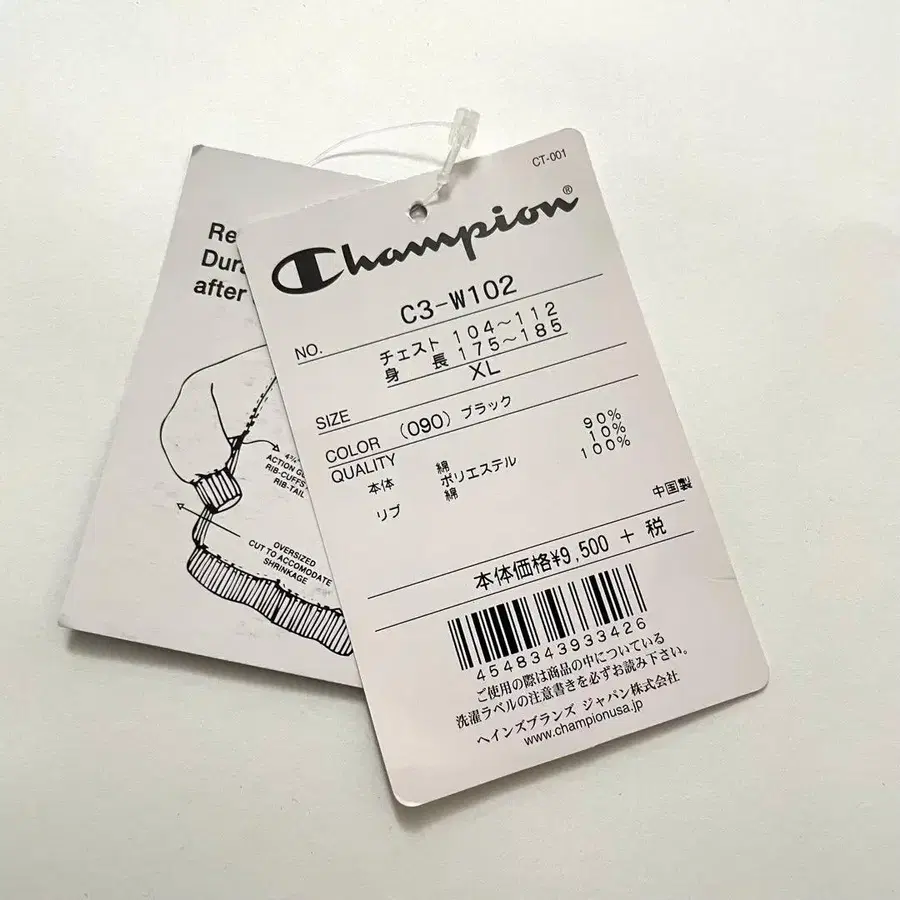 CT-001
Champion®
NO. C3-W102
チェスト 104～112
身　長 175～185
SIZE XL
COLOR (090) ブラック
QUALITY
本体 綿 90%
ポリエステル 10%
リブ 綿 100%
中国製
本体価格¥9,500 + 税
4548343933426
ご使用の際は商品の中についている
洗濯ラベルの注意書きを必ずお読み下さい。
ヘインズブランズ ジャパン株式会社
www.championusa.jp
after
ACTION
RIB-CUFFS
RIB-TAIL
OVERSIZED
CUT TO ACCOMODATE
SHRINKAGE